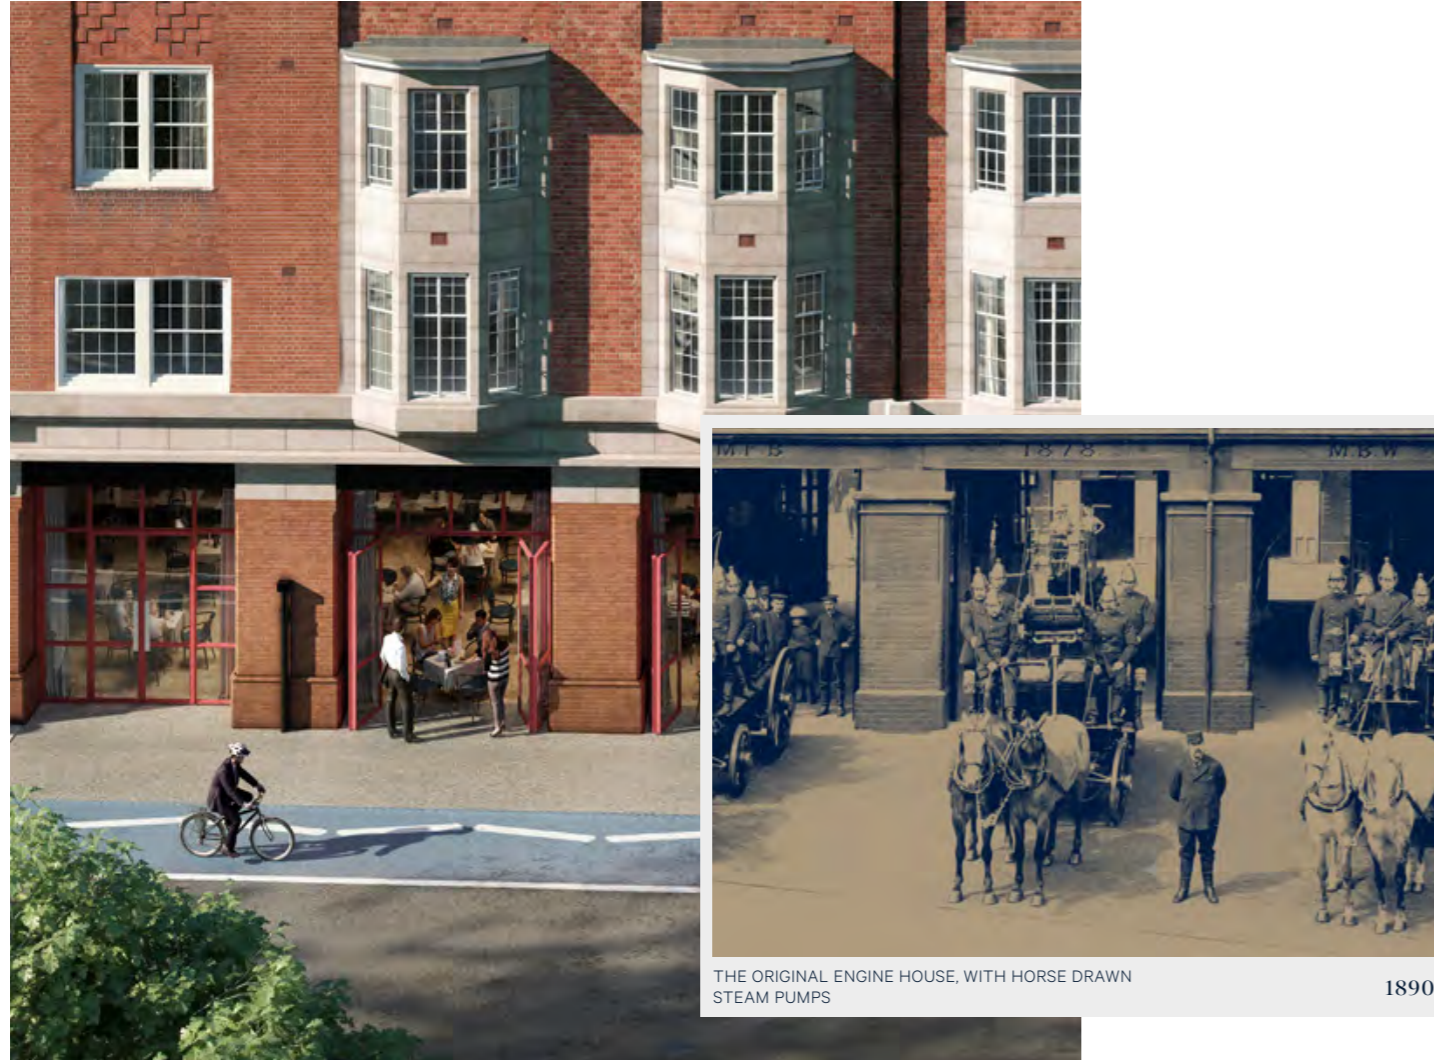 M.F.B
1878
M.B.W
THE ORIGINAL ENGINE HOUSE, WITH HORSE DRAWN
STEAM PUMPS
1890